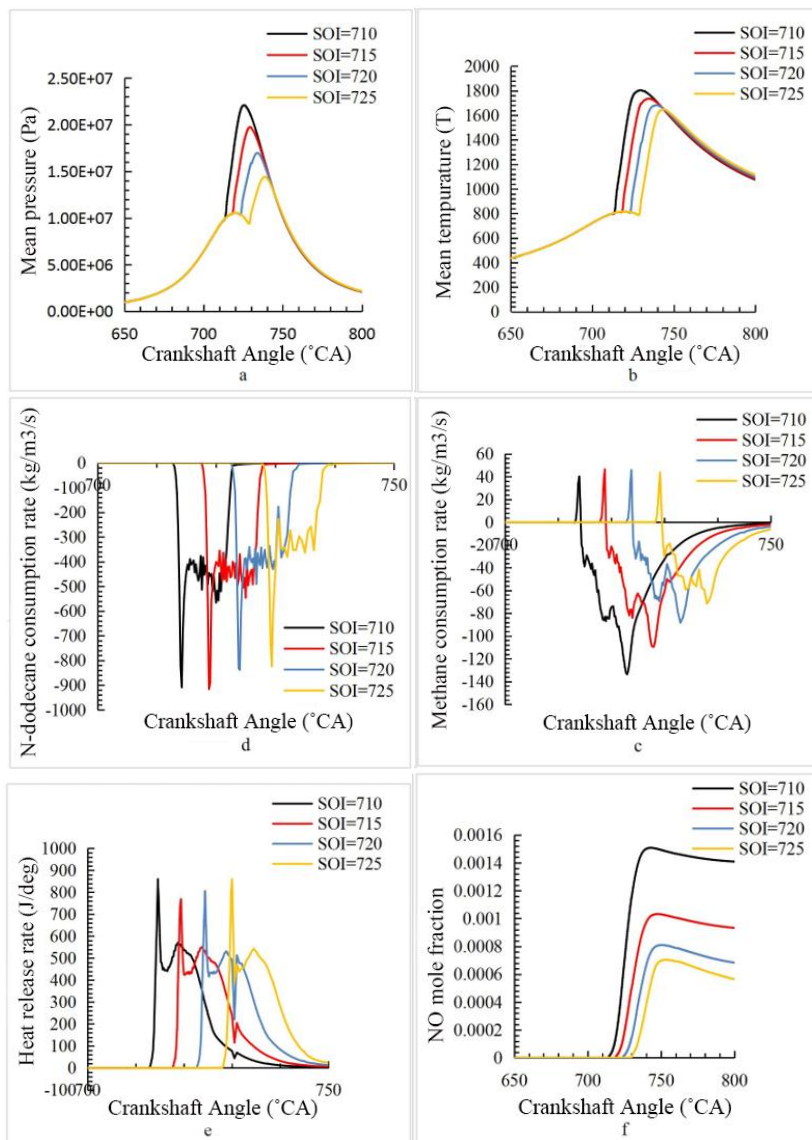 SOI=710
SOI=715
SOI=720
SOI=725
2.50E+07
2.00E+07
1.50E+07
1.00E+07
5.00E+06
0.00E+00
Mean pressure (Pa)
650 700 750 800
Crankshaft Angle (˚CA)
a
SOI=710
SOI=715
SOI=720
SOI=725
2000
1800
1600
1400
1200
1000
800
600
400
200
0
Mean tempurature (T)
650 700 750 800
Crankshaft Angle (˚CA)
b
0
-100
-200
-300
-400
-500
-600
-700
-800
-900
-1000
N-dodecane consumption rate (kg/m3/s)
700 750
SOI=710
SOI=715
SOI=720
SOI=725
Crankshaft Angle (˚CA)
d
SOI=710
SOI=715
SOI=720
SOI=725
60
40
20
0
-20
-40
-60
-80
-100
-120
-140
-160
Methane consumption rate (kg/m3/s)
700 750
Crankshaft Angle (˚CA)
c
SOI=710
SOI=715
SOI=720
SOI=725
1000
900
800
700
600
500
400
300
200
100
0
-100
Heat release rate (J/deg)
700 750
Crankshaft Angle (˚CA)
e
SOI=710
SOI=715
SOI=720
SOI=725
0.0016
0.0014
0.0012
0.001
0.0008
0.0006
0.0004
0.0002
0
NO mole fraction
650 700 750 800
Crankshaft Angle (˚CA)
f